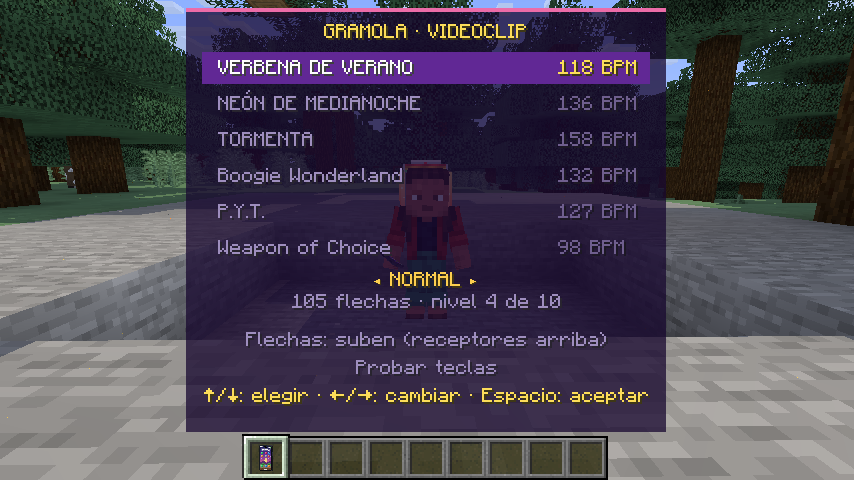 GRAMOLA · VIDEOCLIP
VERBENA DE VERANO 118 BPM
NEÓN DE MEDIANOCHE 136 BPM
TORMENTA 158 BPM
Boogie Wonderland 132 BPM
P.Y.T. 127 BPM
Weapon of Choice 98 BPM
◂ NORMAL ▸
105 flechas · nivel 4 de 10
Flechas: suben (receptores arriba)
Probar teclas
↑/↓: elegir · ←/→: cambiar · Espacio: aceptar